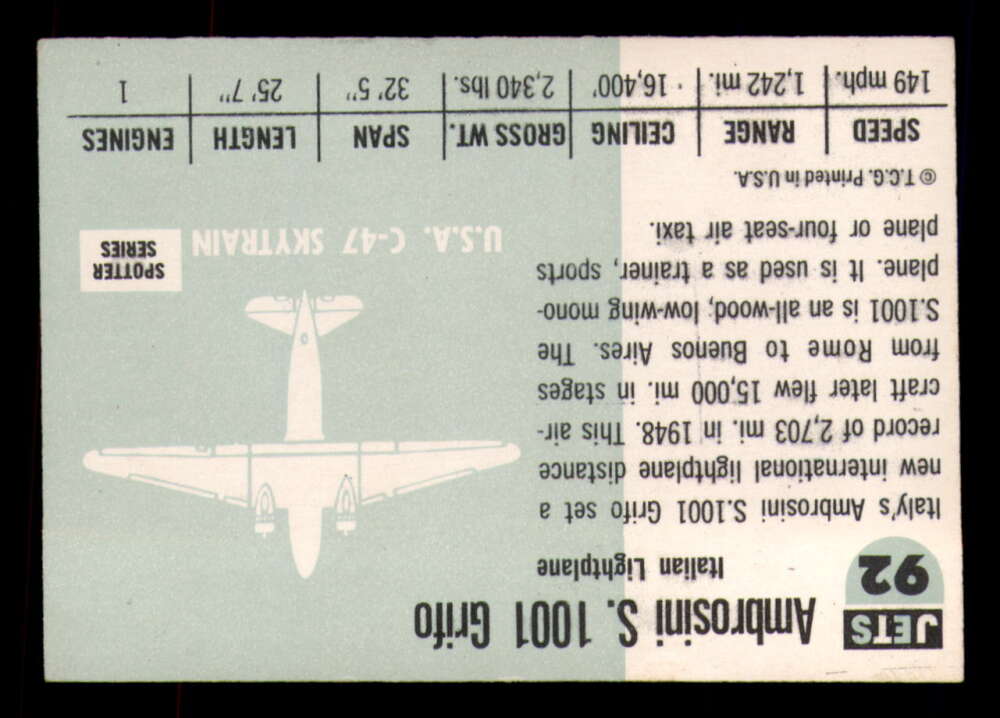 JETS
92
Ambrosini S. 1001 Grifo
Italian Lightplane
Italy's Ambrosini S.1001 Grifo set a
new international lightplane distance
record of 2,703 mi. in 1948. This air-
craft later flew 15,000 mi. in stages
from Rome to Buenos Aires. The
S.1001 is an all-wood, low-wing mono-
plane. It is used as a trainer, sports
plane or four-seat air taxi.
© T.C.G. Printed in U.S.A.
U.S.A. C-47 SKYTRAIN
SPOTTER
SERIES
SPEED RANGE CEILING GROSS WT. SPAN LENGTH ENGINES
149 mph. 1,242 mi. 16,400' 2,340 lbs. 32' 5" 25' 7" 1